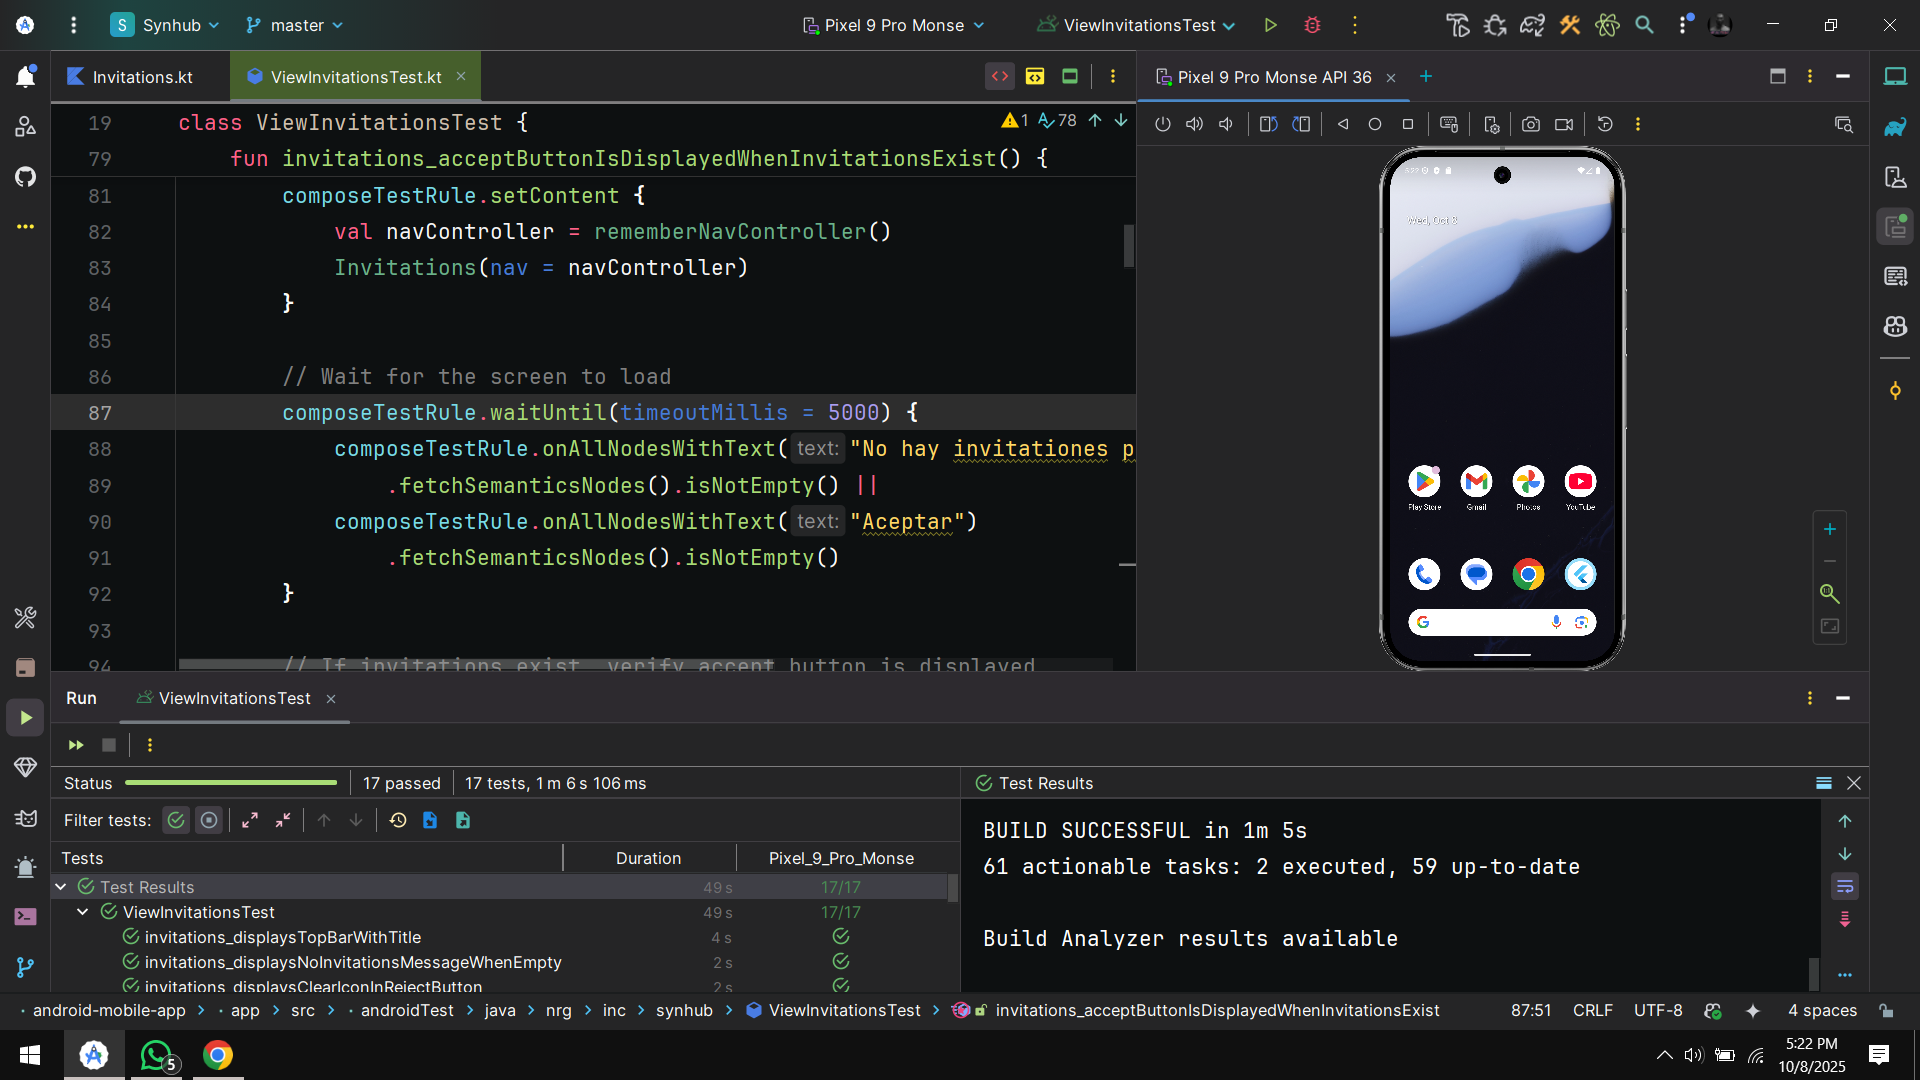 S Synhub master Pixel 9 Pro Monse ViewInvitationsTest
Invitations.kt ViewInvitationsTest.kt
Pixel 9 Pro Monse API 36
19 class ViewInvitationsTest {
1 78
79 fun invitations_acceptButtonIsDisplayedWhenInvitationsExist() {
81 composeTestRule.setContent {
82 val navController = rememberNavController()
83 Invitations(nav = navController)
84 }
85
86 // Wait for the screen to load
87 composeTestRule.waitUntil(timeoutMillis = 5000) {
88 composeTestRule.onAllNodesWithText( text: "No hay invitationes p
89 .fetchSemanticsNodes().isNotEmpty() ||
90 composeTestRule.onAllNodesWithText( text: "Aceptar")
91 .fetchSemanticsNodes().isNotEmpty()
92 }
93
94 // If invitations exist, verify accept button is displayed
5:22
Wed, Oct 8
Play Store Gmail Photos YouTube
Run ViewInvitationsTest
Status 17 passed 17 tests, 1 m 6 s 106 ms
Filter tests:
Tests Duration Pixel_9_Pro_Monse
Test Results 49 s 17/17
ViewInvitationsTest 49 s 17/17
invitations_displaysTopBarWithTitle 4 s
invitations_displaysNoInvitationsMessageWhenEmpty 2 s
invitations_displaysClearIconInRejectButton 2 s
Test Results
BUILD SUCCESSFUL in 1m 5s
61 actionable tasks: 2 executed, 59 up-to-date
Build Analyzer results available
android-mobile-app > app > src > androidTest > java > nrg > inc > synhub > ViewInvitationsTest > invitations_acceptButtonIsDisplayedWhenInvitationsExist
87:51 CRLF UTF-8 4 spaces
5
5:22 PM
10/8/2025